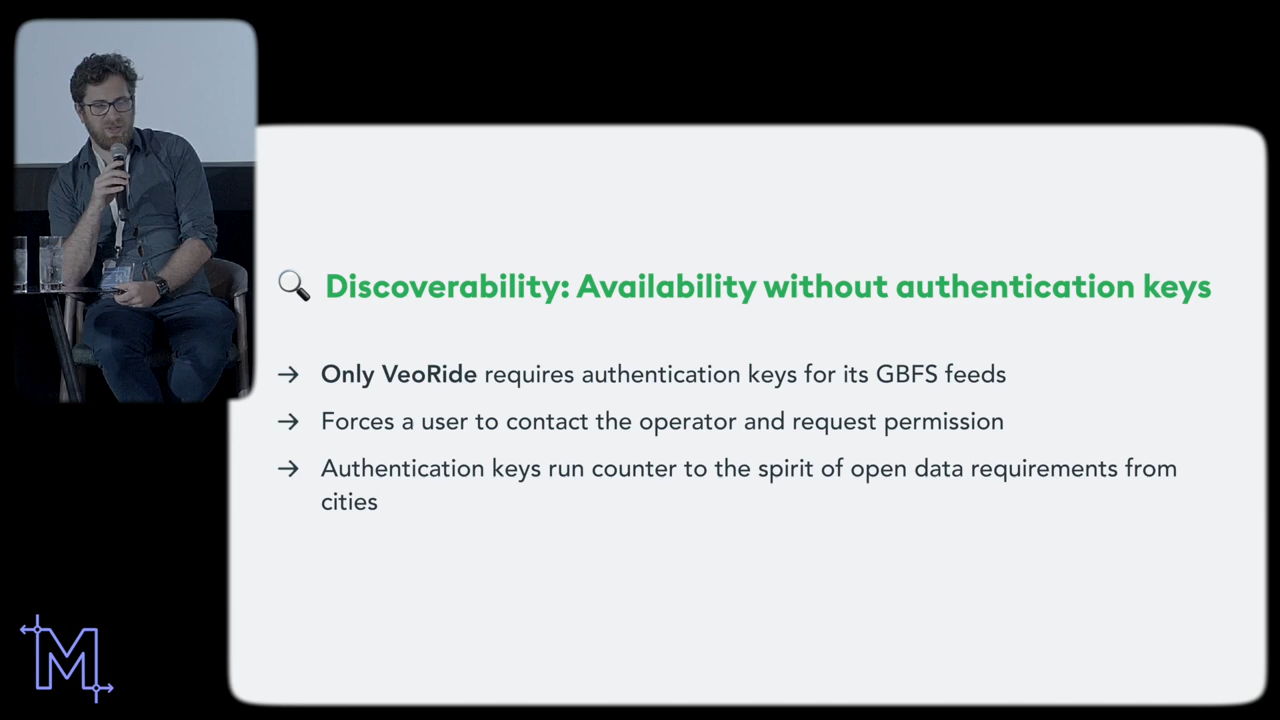 🔍 Discoverability: Availability without authentication keys
→ Only VeoRide requires authentication keys for its GBFS feeds
→ Forces a user to contact the operator and request permission
→ Authentication keys run counter to the spirit of open data requirements from
cities
M